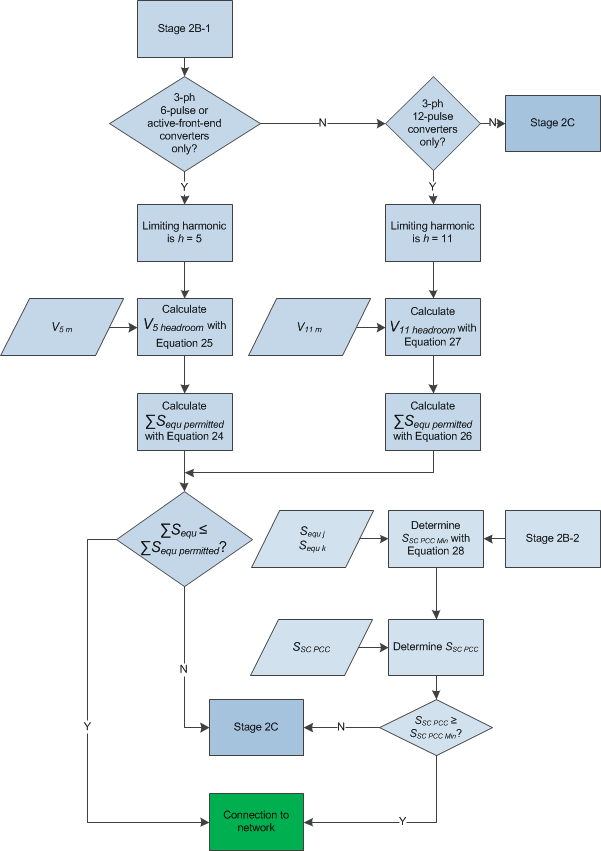 Stage 2B-1
3-ph
6-pulse or
active-front-end
converters
only?
N
3-ph
12-pulse
converters
only?
N
Stage 2C
Y
Y
Limiting harmonic
is h = 5
Limiting harmonic
is h = 11
V5 m
Calculate
V5 headroom with
Equation 25
V11 m
Calculate
V11 headroom with
Equation 27
Calculate
∑Sequ permitted
with Equation 24
Calculate
∑Sequ permitted
with Equation 26
∑Sequ ≤
∑Sequ permitted?
Sequ j
Sequ k
Determine
SSC PCC Min with
Equation 28
Stage 2B-2
SSC PCC
Determine SSC PCC
N
Y
Stage 2C
N
SSC PCC ≥
SSC PCC Min?
Connection to
network
Y